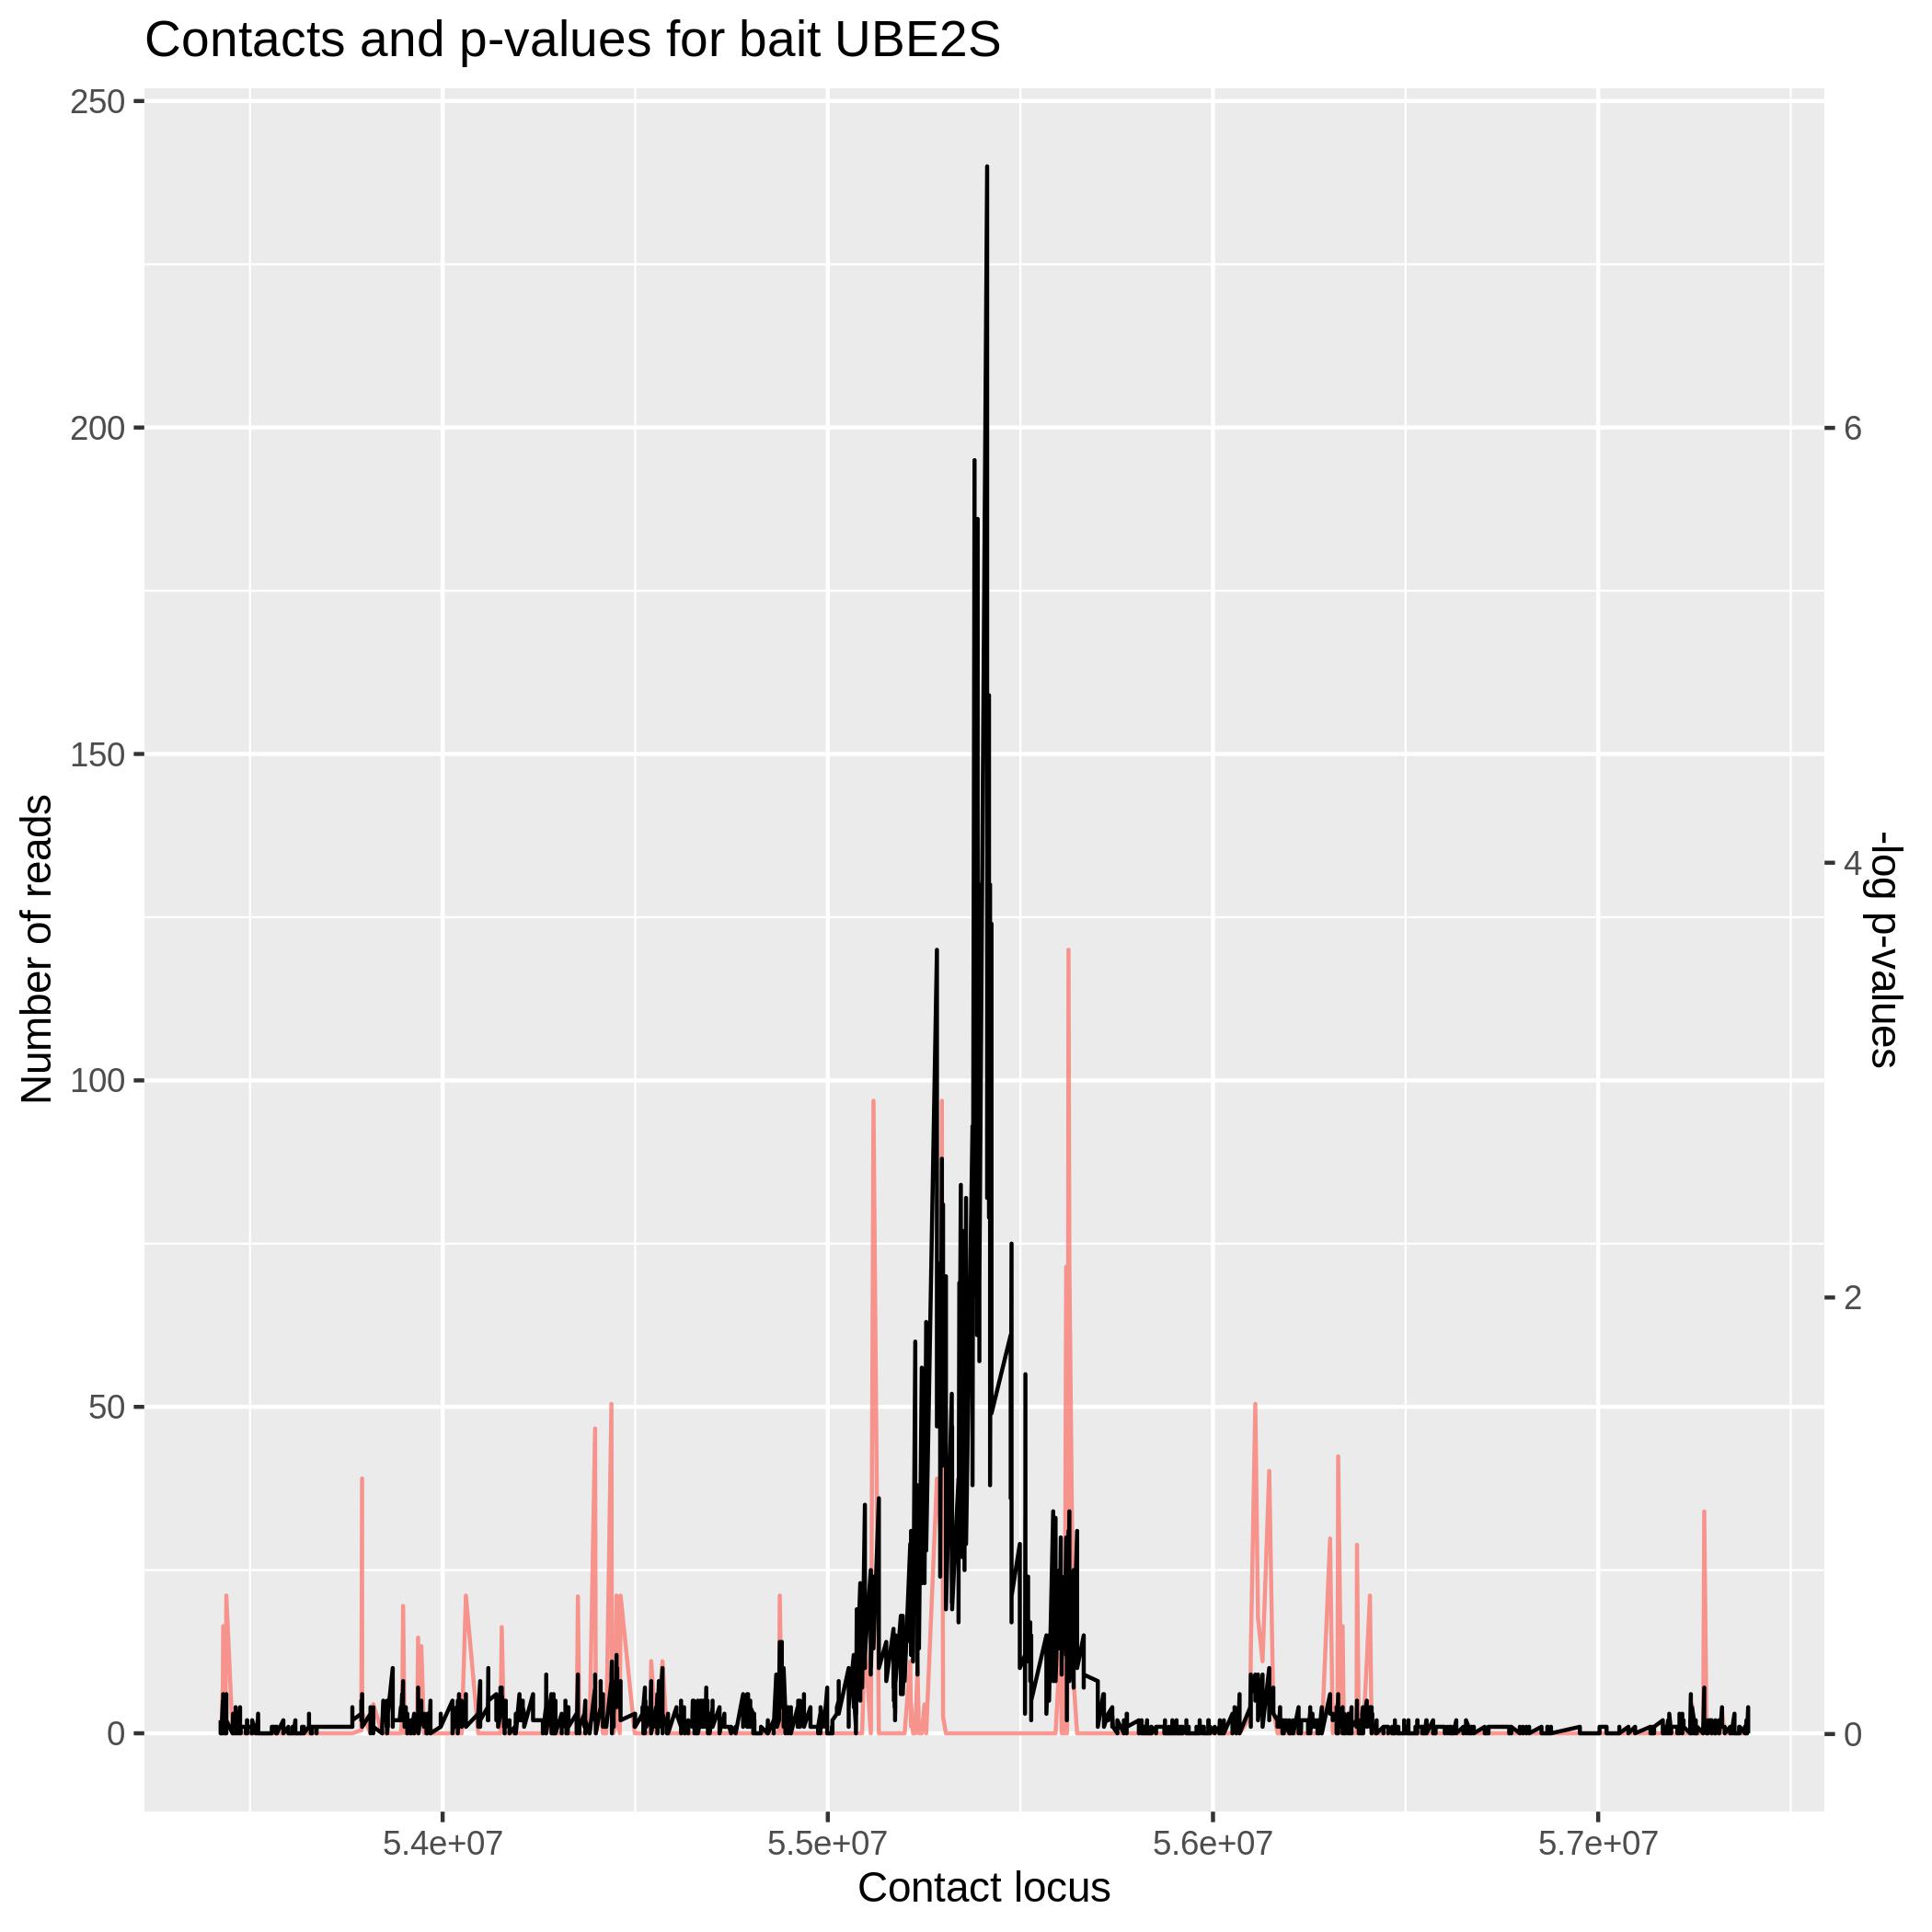 Contacts and p-values for bait UBE2S
250
200
150
100
50
0
Number of reads
6
4
2
0
-log p-values
5.4e+07
5.5e+07
5.6e+07
5.7e+07
Contact locus